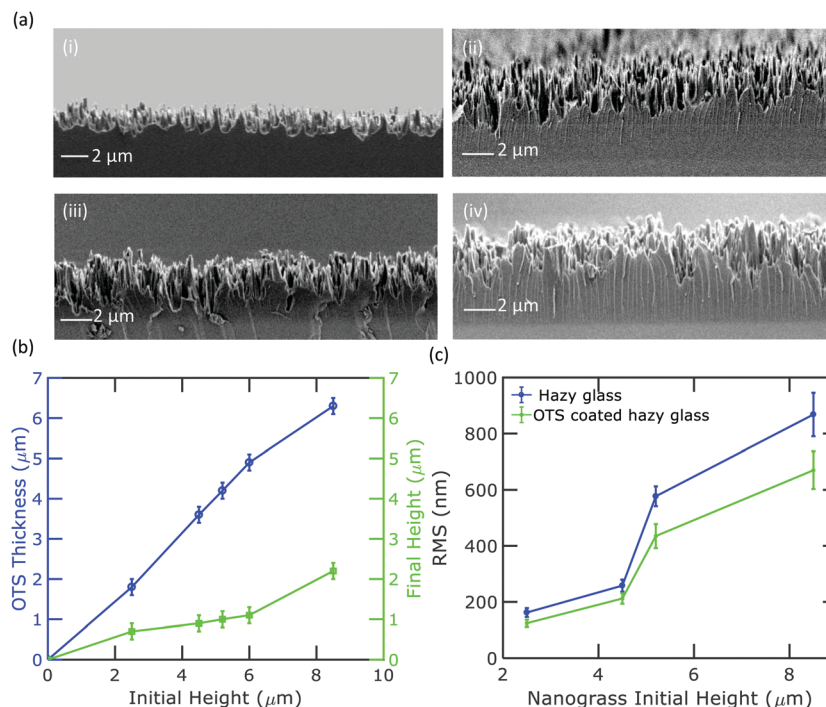 (a)
(i)
2 μm
(ii)
2 μm
(iii)
2 μm
(iv)
2 μm
(b)
7
6
5
4
3
2
1
0
OTS Thickness (μm)
7
6
5
4
3
2
1
0
Final Height (μm)
0 2 4 6 8 10
Initial Height (μm)
(c)
1000
800
600
400
200
0
RMS (nm)
Hazy glass
OTS coated hazy glass
2 4 6 8
Nanograss Initial Height (μm)